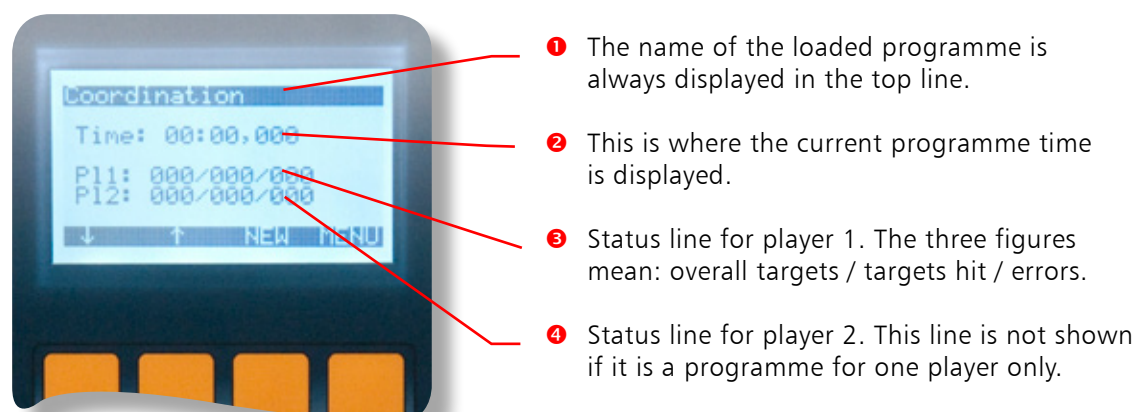 Coordination
Time: 00:00,000
Pl1: 000/000/000
Pl2: 000/000/000
↓ ↑ NEW MENU
❶ The name of the loaded programme is
always displayed in the top line.
❷ This is where the current programme time
is displayed.
❸ Status line for player 1. The three figures
mean: overall targets / targets hit / errors.
❹ Status line for player 2. This line is not shown
if it is a programme for one player only.